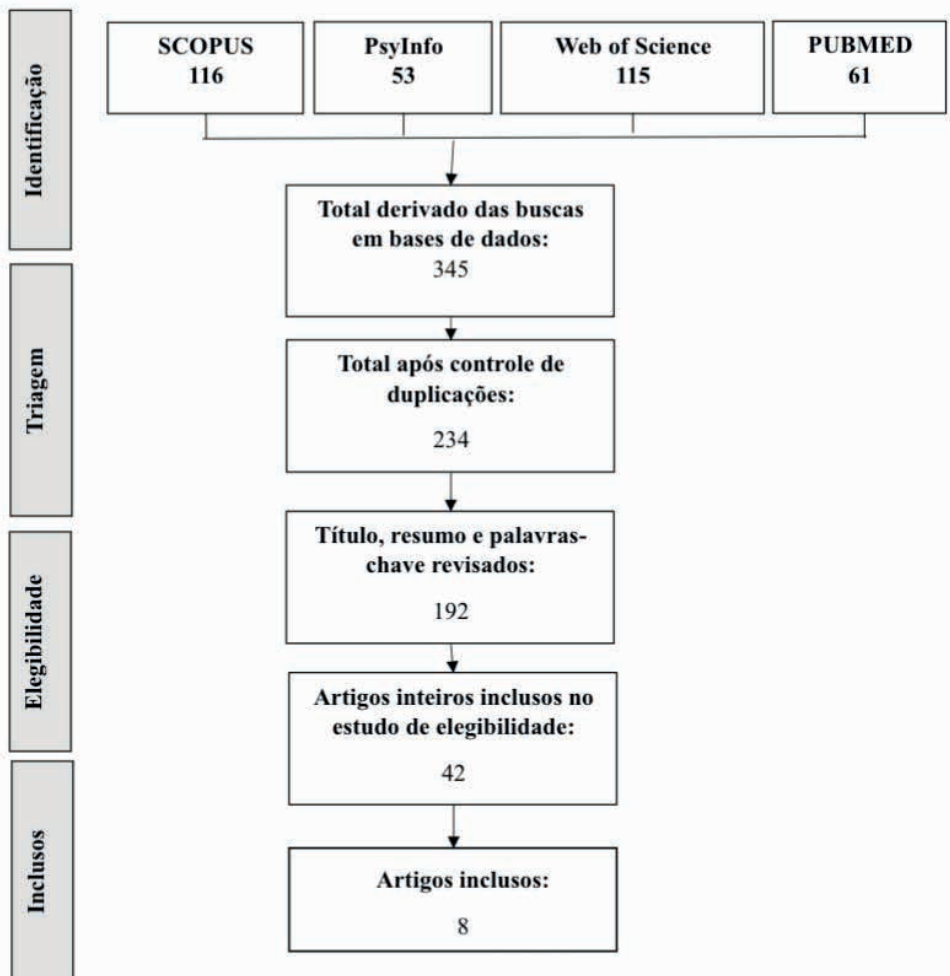 Identificação
SCOPUS
116
PsyInfo
53
Web of Science
115
PUBMED
61
Total derivado das buscas
em bases de dados:
345
Triagem
Total após controle de
duplicações:
234
Elegibilidade
Título, resumo e palavras-
chave revisados:
192
Artigos inteiros inclusos no
estudo de elegibilidade:
42
Inclusos
Artigos inclusos:
8